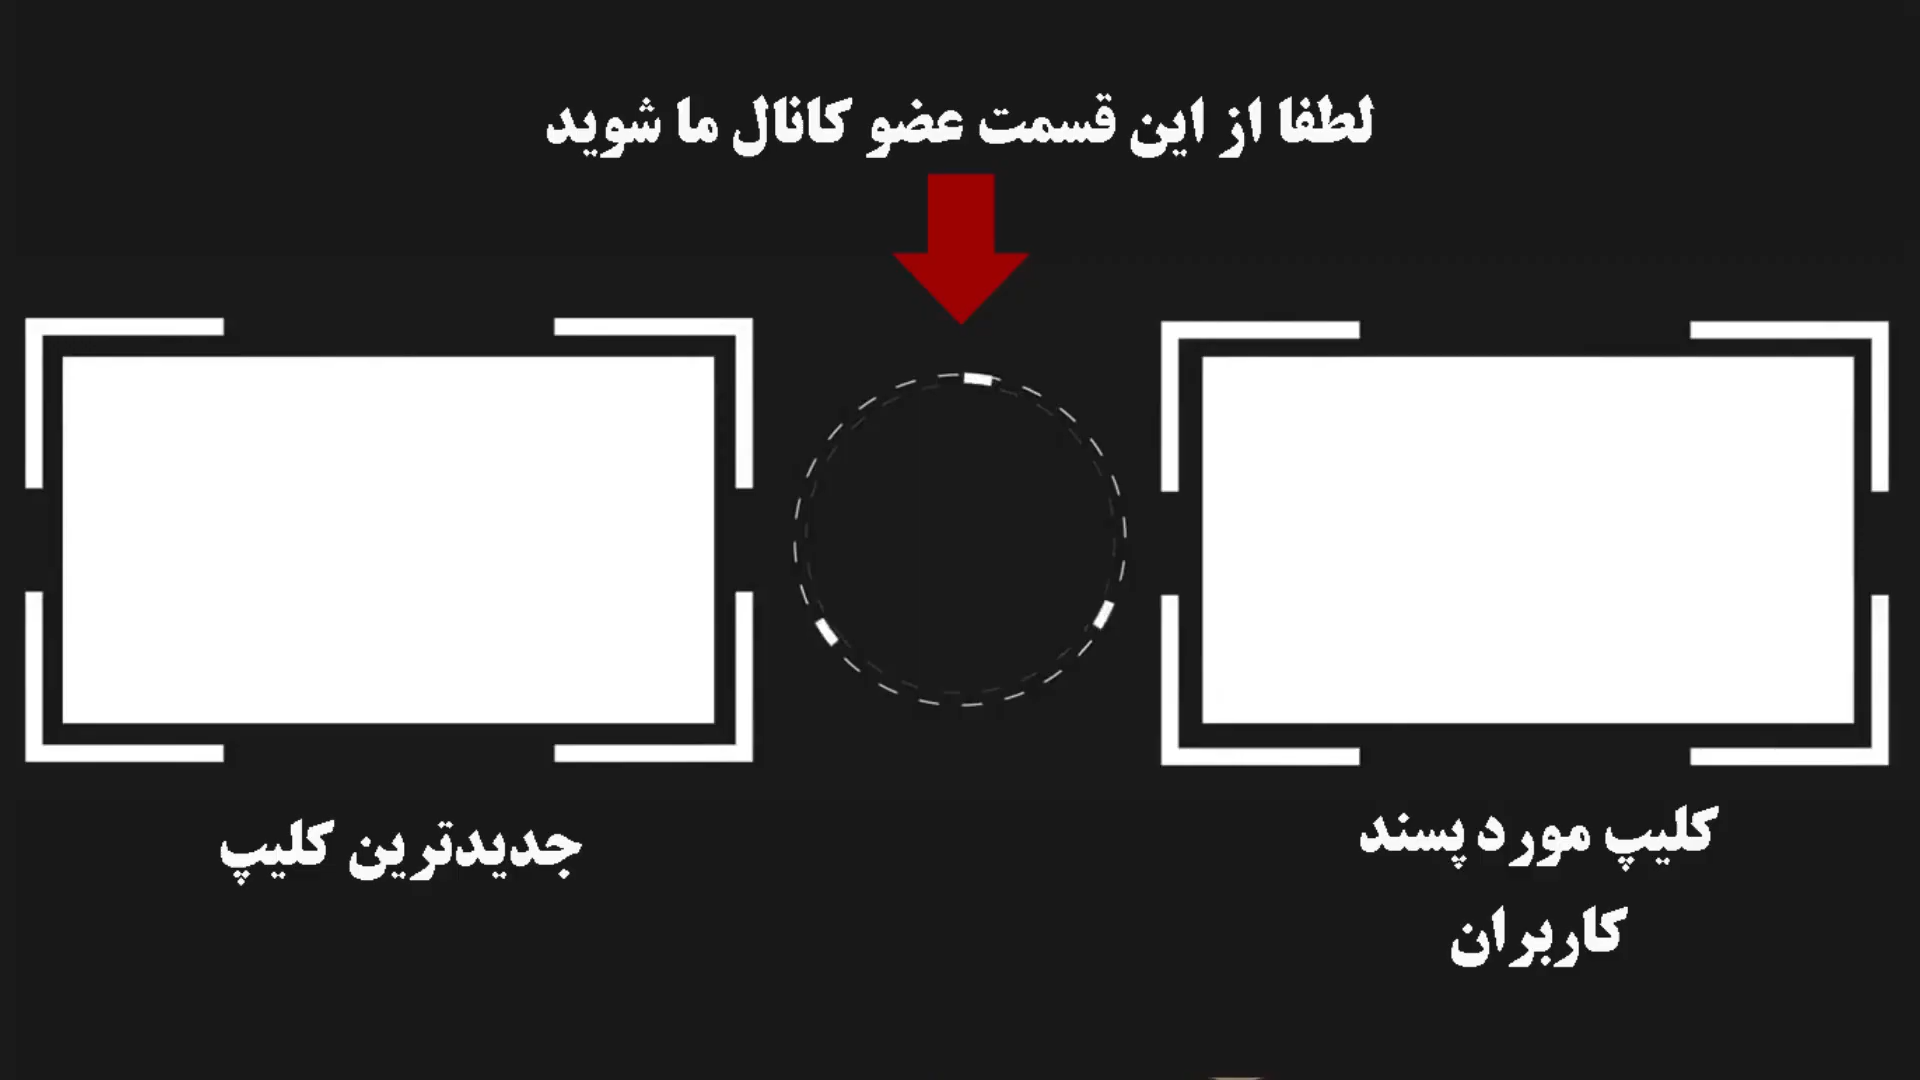 لطفا از این قسمت عضو کانال ما شوید
کلیپ مورد پسند
کاربران
جدیدترین کلیپ